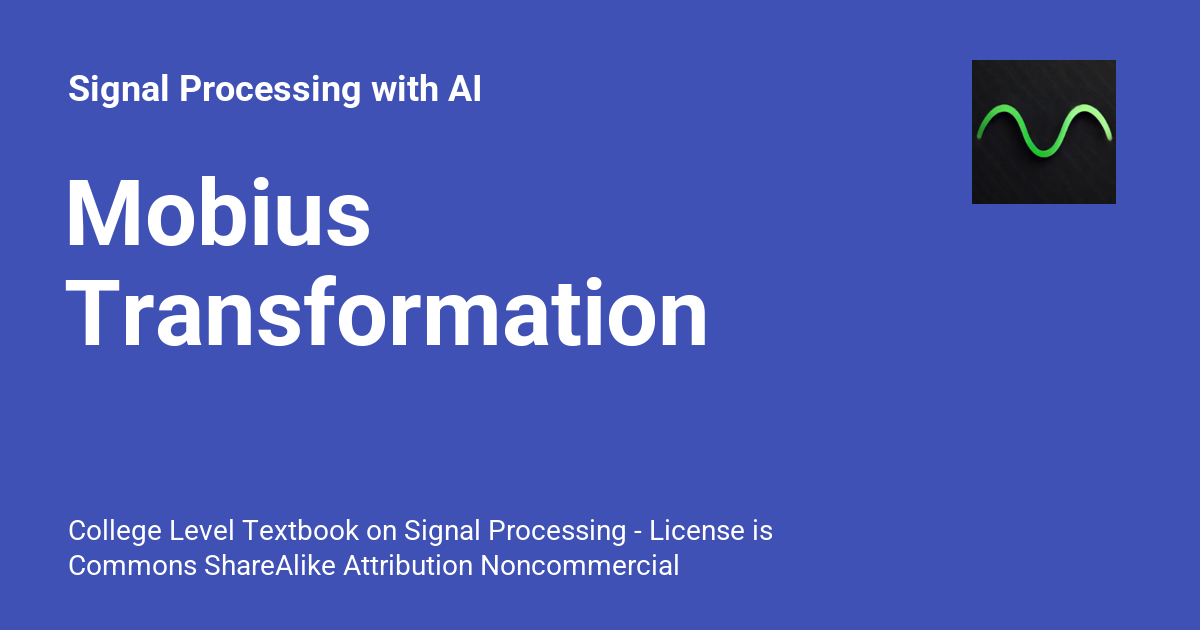 Signal Processing with AI
Mobius
Transformation
College Level Textbook on Signal Processing - License is
Commons ShareAlike Attribution Noncommercial